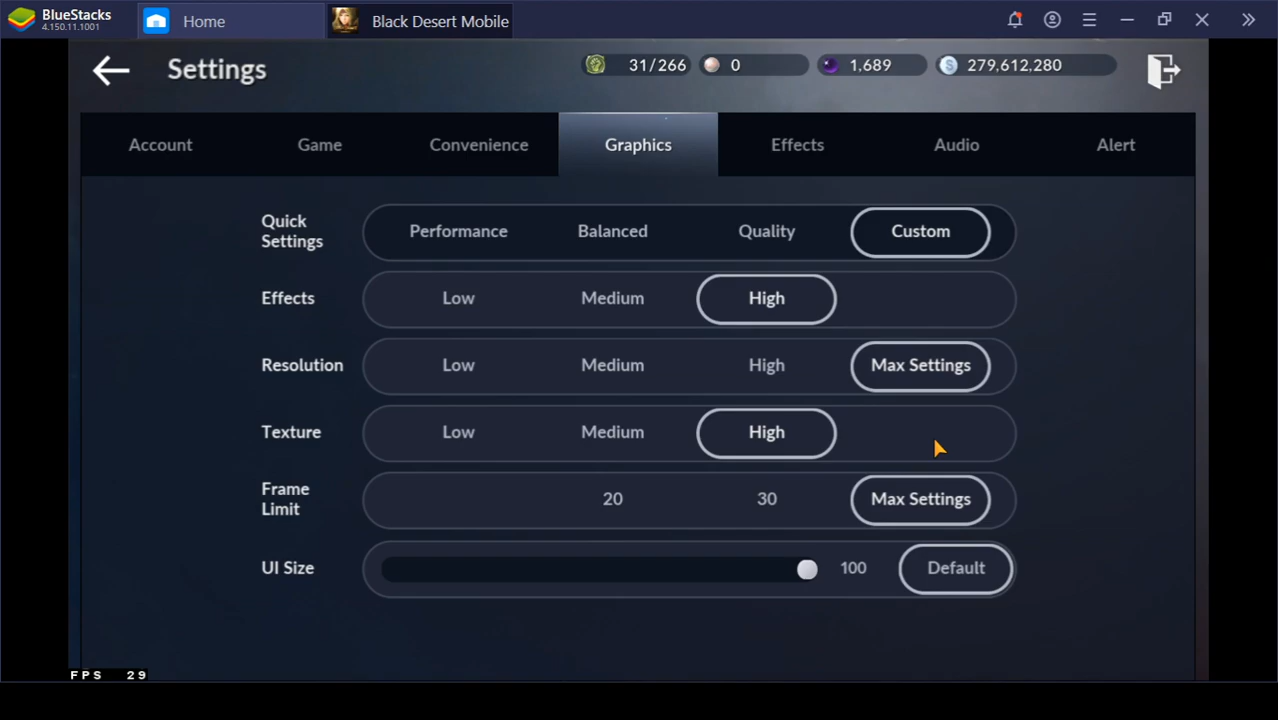 BlueStacks
4.150.11.1001
Home
Black Desert Mobile
Settings
31/266
0
1,689
279,612,280
Account
Game
Convenience
Graphics
Effects
Audio
Alert
Quick
Settings
Performance
Balanced
Quality
Custom
Effects
Low
Medium
High
Resolution
Low
Medium
High
Max Settings
Texture
Low
Medium
High
Frame
Limit
20
30
Max Settings
UI Size
100
Default
FPS 29